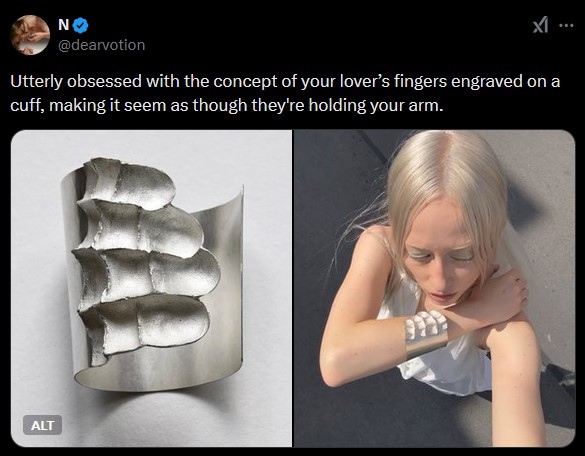 N
@dearvotion
Utterly obsessed with the concept of your lover’s fingers engraved on a
cuff, making it seem as though they're holding your arm.
ALT